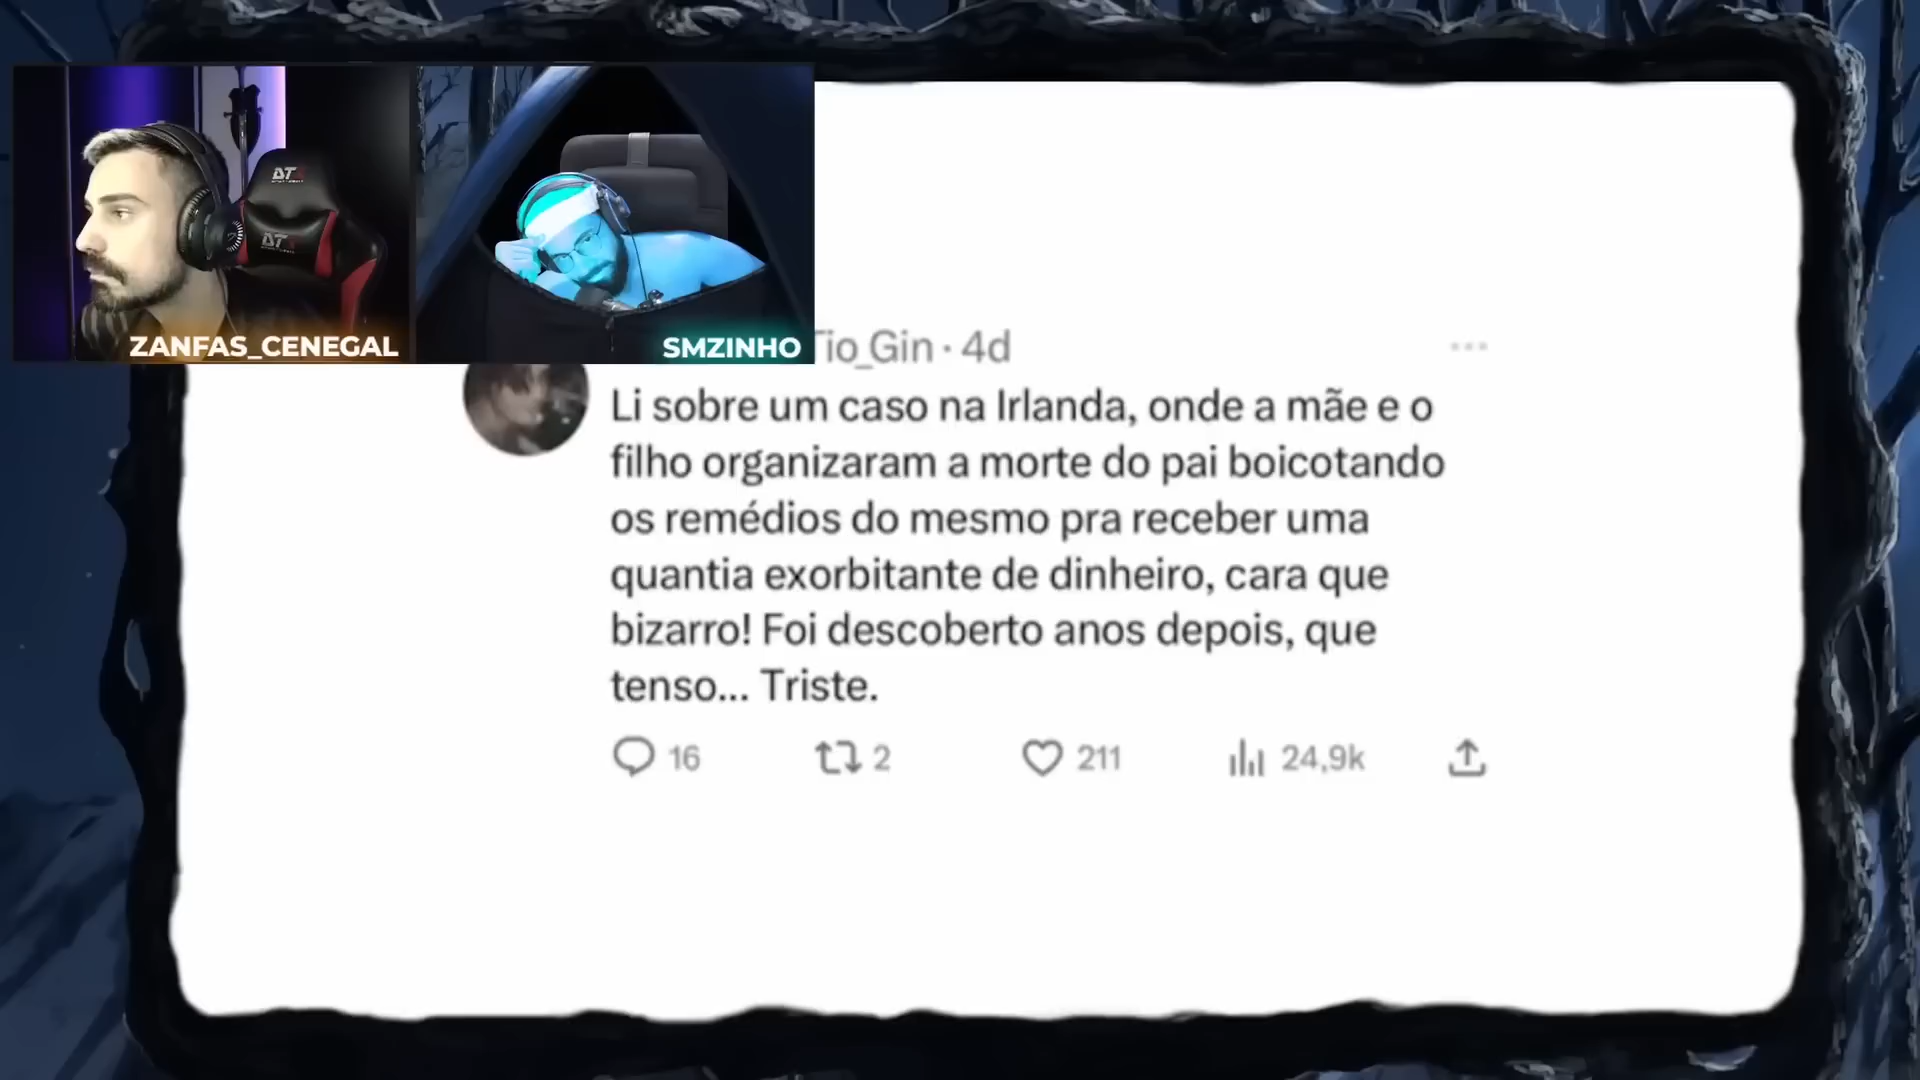 ZANFAS_CENEGAL
SMZINHO
Tio_Gin · 4d
Li sobre um caso na Irlanda, onde a mãe e o
filho organizaram a morte do pai boicotando
os remédios do mesmo pra receber uma
quantia exorbitante de dinheiro, cara que
bizarro! Foi descoberto anos depois, que
tenso... Triste.
16 2 211 24,9k